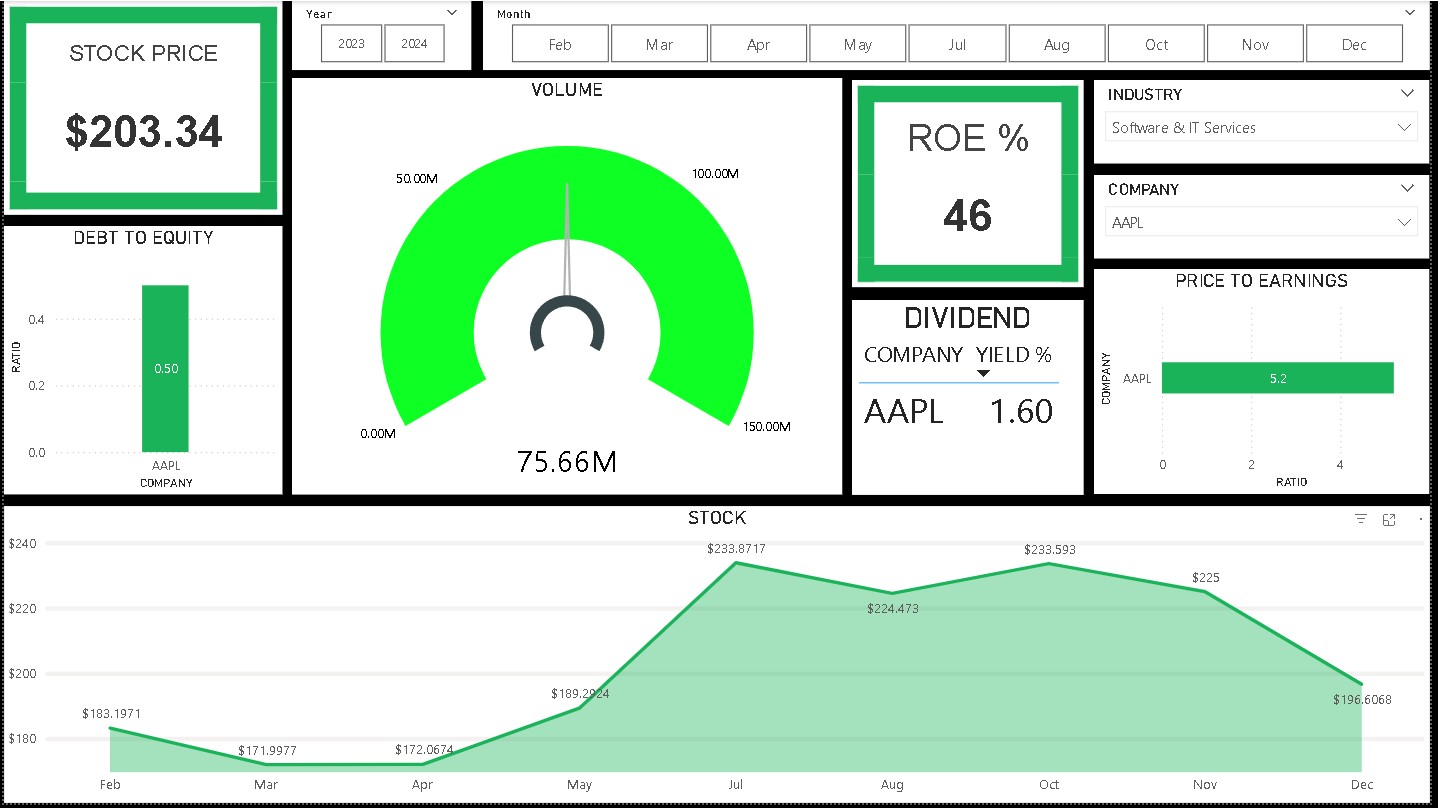 STOCK PRICE
$203.34
Year
2023 2024
Month
Feb Mar Apr May Jul Aug Oct Nov Dec
VOLUME
50.00M 100.00M
0.00M 150.00M
75.66M
ROE %
46
INDUSTRY
Software & IT Services
COMPANY
AAPL
DEBT TO EQUITY
RATIO
0.4
0.2
0.0
0.50
AAPL
COMPANY
DIVIDEND
COMPANY YIELD %
AAPL 1.60
PRICE TO EARNINGS
COMPANY
AAPL 5.2
0 2 4
RATIO
STOCK
$240
$220
$200
$180
$183.1971
$171.9977
$172.0674
$189.2924
$233.8717
$224.473
$233.593
$225
$196.6068
Feb Mar Apr May Jul Aug Oct Nov Dec